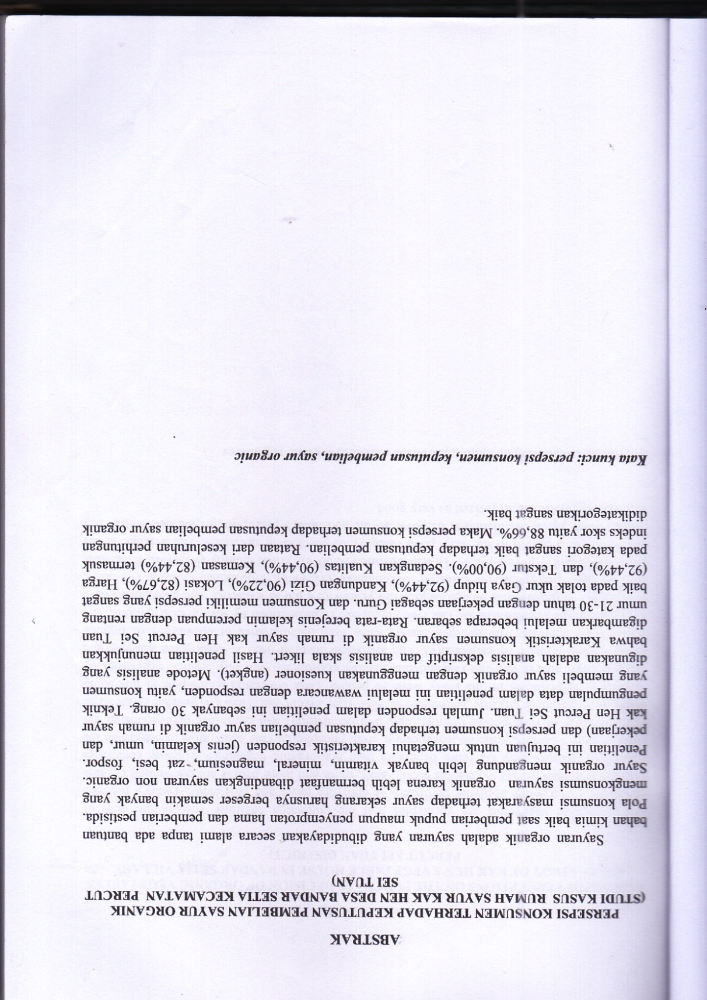 ABSTRAK
PERSEPSI KONSUMEN TERHADAP KEPUTUSAN PEMBELIAN SAYUR ORGANIK
(STUDI KASUS RUMAH SAYUR KAK HEN DESA BANDAR SETIA KECAMATAN PERCUT
SEI TUAN)
Sayuran organik adalah sayuran yang dibudidayakan secara alami tanpa ada bantuan
bahan kimia baik saat pemberian pupuk maupun penyemprotan hama dan pemberian pestisida.
Pola konsumsi masyarakat terhadap sayur sekarang harusnya bergeser semakin banyak yang
mengkonsumsi sayuran organik karena lebih bermanfaat dibandingkan sayuran non organic.
Sayur organik mengandung lebih banyak vitamin, mineral, magnesium, zat besi, fospor.
Penelitian ini bertujuan untuk mengetahui karakteristik responden (jenis kelamin, umur, dan
pekerjaan) dan persepsi konsumen terhadap keputusan pembelian sayur organik di rumah sayur
kak Hen Percut Sei Tuan. Jumlah responden dalam penelitian ini sebanyak 30 orang. Teknik
pengumpulan data dalam penelitian ini melalui wawancara dengan responden, yaitu konsumen
yang membeli sayur organik dengan menggunakan kuesioner (angket). Metode analisis yang
digunakan adalah analisis deksriptif dan analisis skala likert. Hasil penelitian menunjukkan
bahwa Karakteristik konsumen sayur organik di rumah sayur kak Hen Percut Sei Tuan
digambarkan melalui beberapa sebaran. Rata-rata berejenis kelamin perempuan dengan rentang
umur 21-30 tahun dengan pekerjaan sebagai Guru. dan Konsumen memiliki persepsi yang sangat
baik pada tolak ukur Gaya hidup (92,44%), Kandungan Gizi (90,22%), Lokasi (82,67%), Harga
(92,44%), dan Tekstur (90,00%). Sedangkan Kualitas (90,44%), Kemasan (82,44%) termasuk
pada kategori sangat baik terhadap keputusan pembelian. Rataan dari keseluruhan perhitungan
indeks skor yaitu 88,66%. Maka persepsi konsumen terhadap keputusan pembelian sayur organik
didikategorikan sangat baik.
Kata kunci: persepsi konsumen, keputusan pembelian, sayur organic